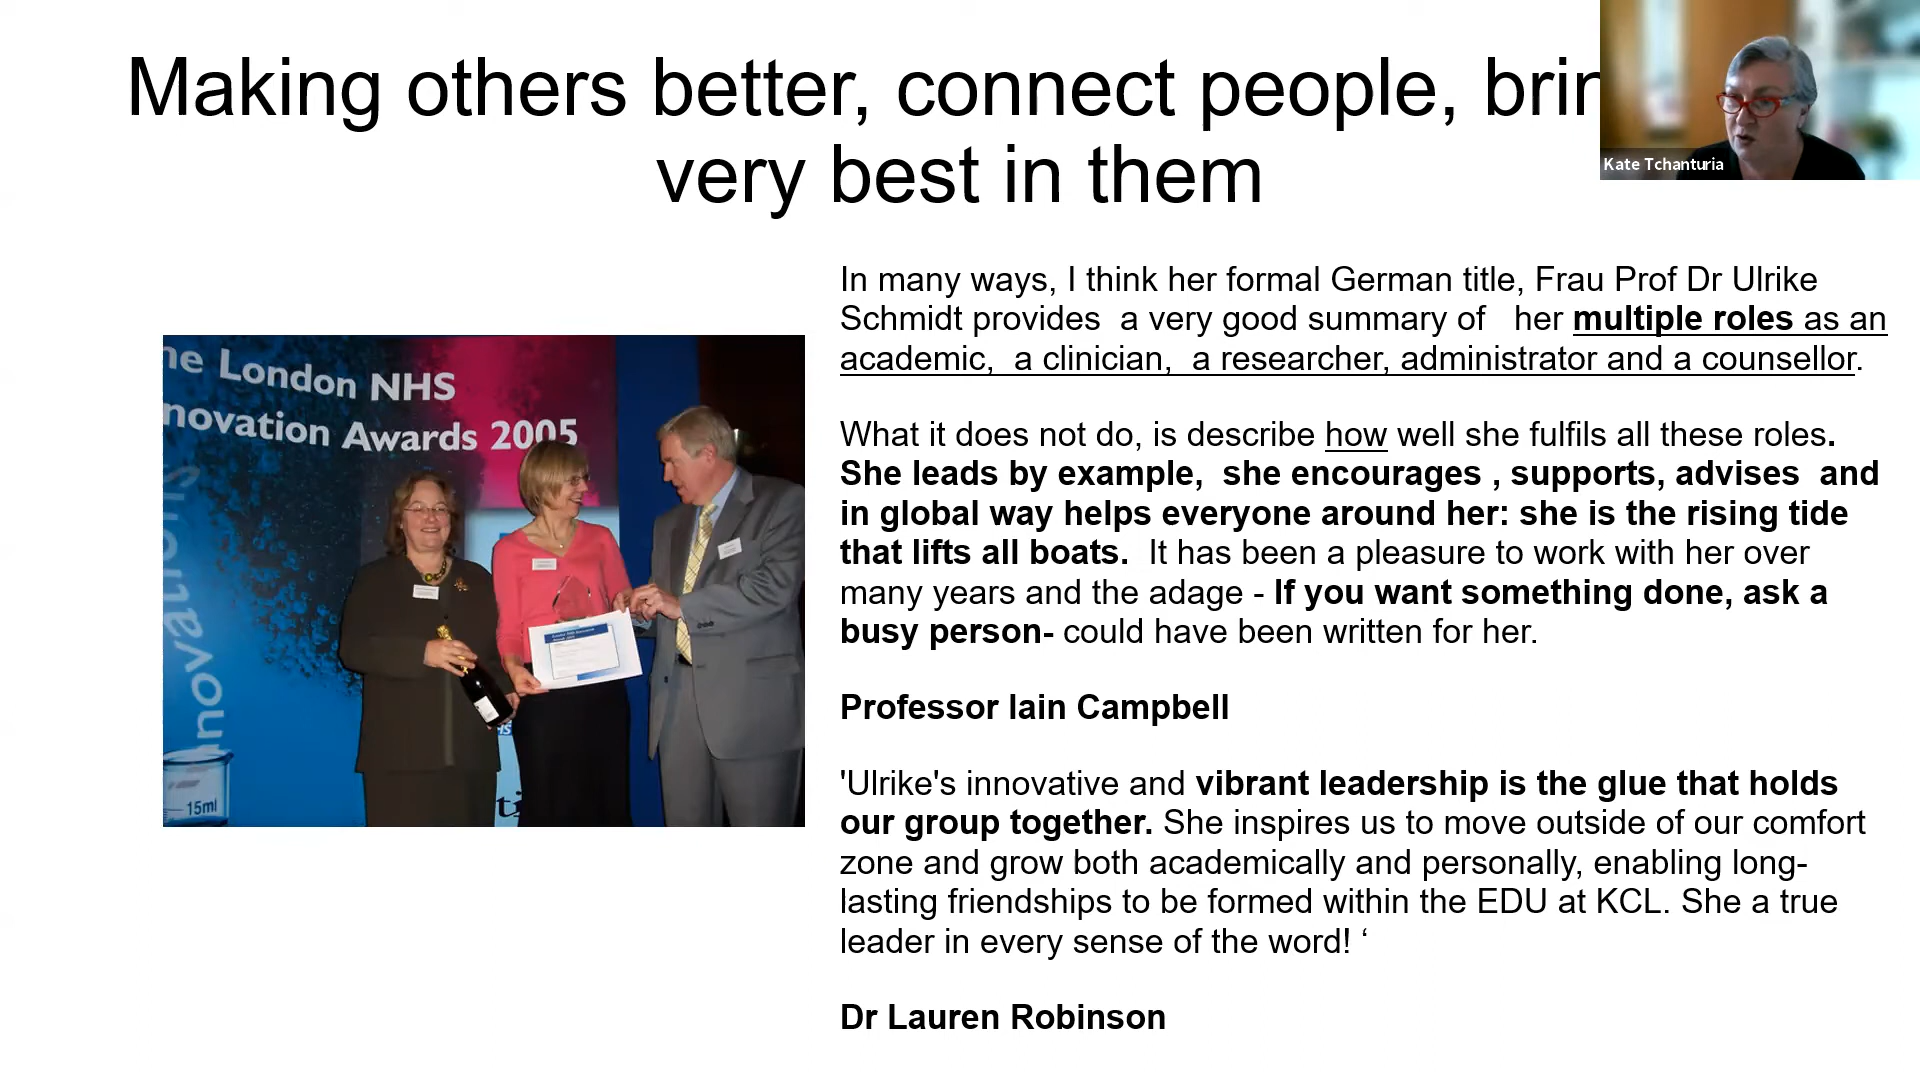 Making others better, connect people, brin
very best in them
Kate Tchanturia
In many ways, I think her formal German title, Frau Prof Dr Ulrike
Schmidt provides  a very good summary of   her multiple roles as an
academic,  a clinician,  a researcher, administrator and a counsellor.
What it does not do, is describe how well she fulfils all these roles.
She leads by example,  she encourages , supports, advises  and
in global way helps everyone around her: she is the rising tide
that lifts all boats.  It has been a pleasure to work with her over
many years and the adage - If you want something done, ask a
busy person- could have been written for her.
Professor Iain Campbell
'Ulrike's innovative and vibrant leadership is the glue that holds
our group together. She inspires us to move outside of our comfort
zone and grow both academically and personally, enabling long-
lasting friendships to be formed within the EDU at KCL. She a true
leader in every sense of the word! ‘
Dr Lauren Robinson
he London NHS
nnovation Awards 2005
nnovations
15ml